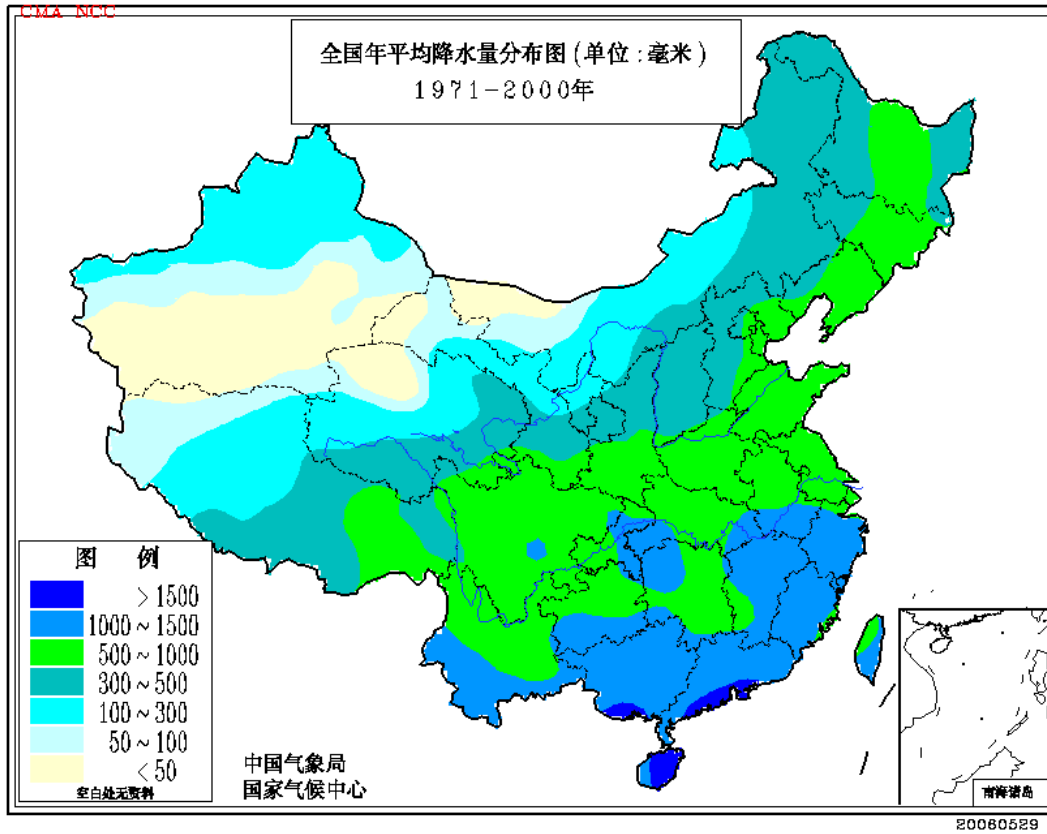 CMA NCC
全国年平均降水量分布图(单位:毫米)
1971-2000年
图 例
>1500
1000~1500
500~1000
300~500
100~300
50~100
<50
空白处无资料
中国气象局
国家气候中心
南海诸岛
20060529